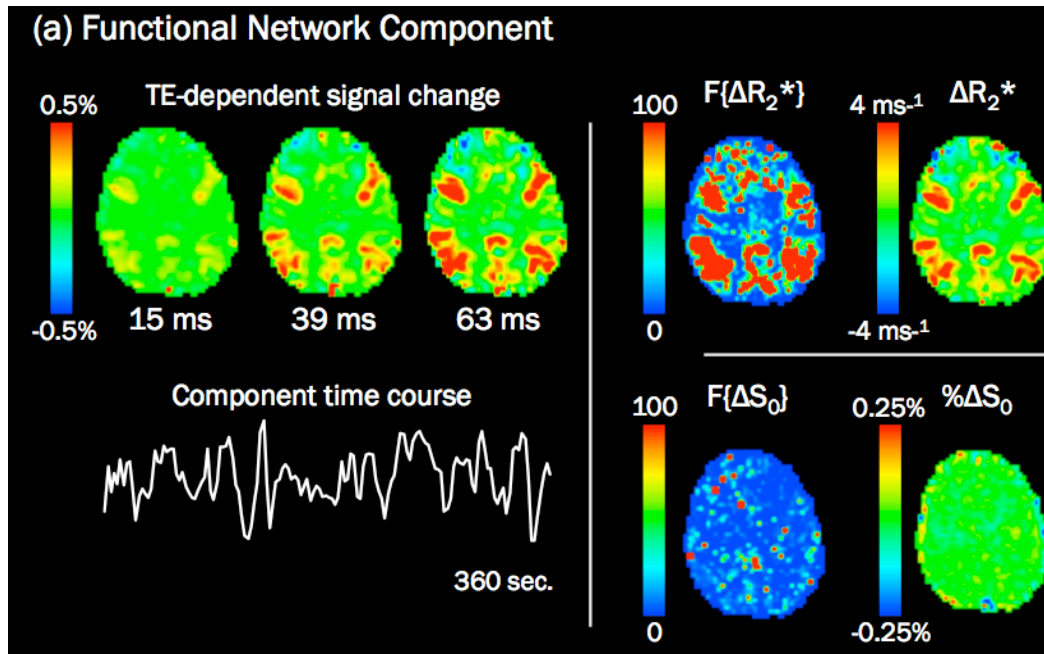 (a) Functional Network Component
TE-dependent signal change
0.5%
-0.5%
15 ms
39 ms
63 ms
Component time course
360 sec.
F{ΔR₂*}
100
0
ΔR₂*
4 ms-¹
-4 ms-¹
F{ΔS₀}
100
0
%ΔS₀
0.25%
-0.25%